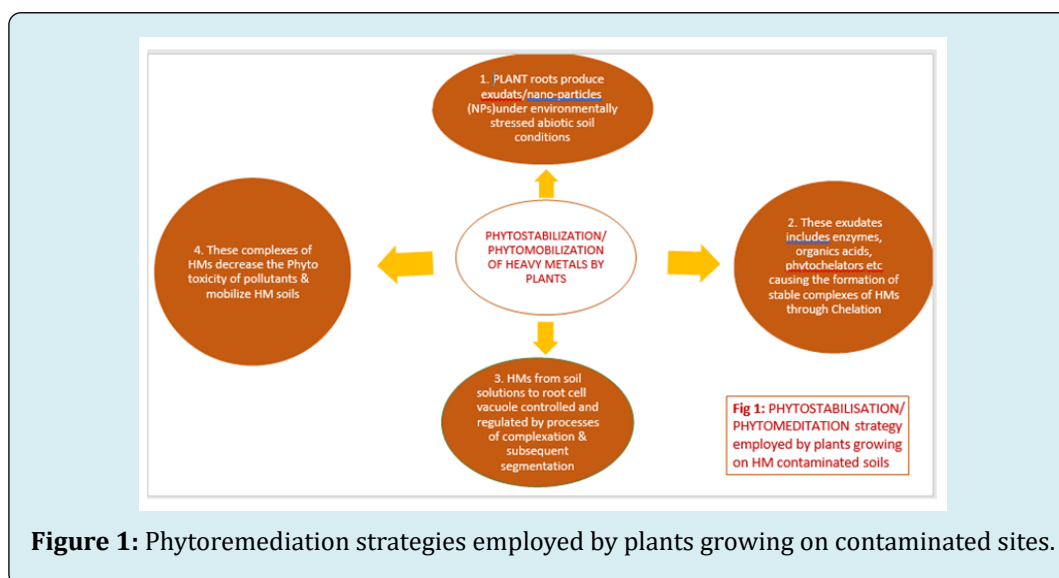 1. PLANT roots produce
exudats/nano-particles
(NPs)under environmentally
stressed abiotic soil
conditions
PHYTOSTABILIZATION/
PHYTOMOBILIZATION
OF HEAVY METALS BY
PLANTS
2. These exudates
includes enzymes,
organics acids,
phytochelators etc
causing the formation of
stable complexes of HMs
through Chelation
3. HMs from soil
solutions to root cell
vacuole controlled and
regulated by processes
of complexation &
subsequent
segmentation
4. These complexes of
HMs decrease the Phyto
toxicity of pollutants &
mobilize HM soils
Fig 1: PHYTOSTABILISATION/
PHYTOMEDITATION strategy
employed by plants growing
on HM contaminated soils
Figure 1: Phytoremediation strategies employed by plants growing on contaminated sites.